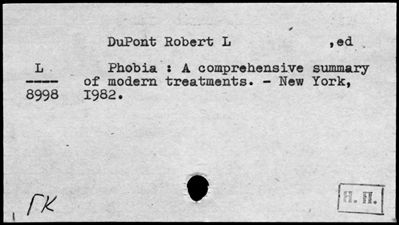 DuPont Robert L ,ed
L Phobia : A comprehensive summary
---- of modern treatments. - New York,
8998 1982.
ГК
Н. П.